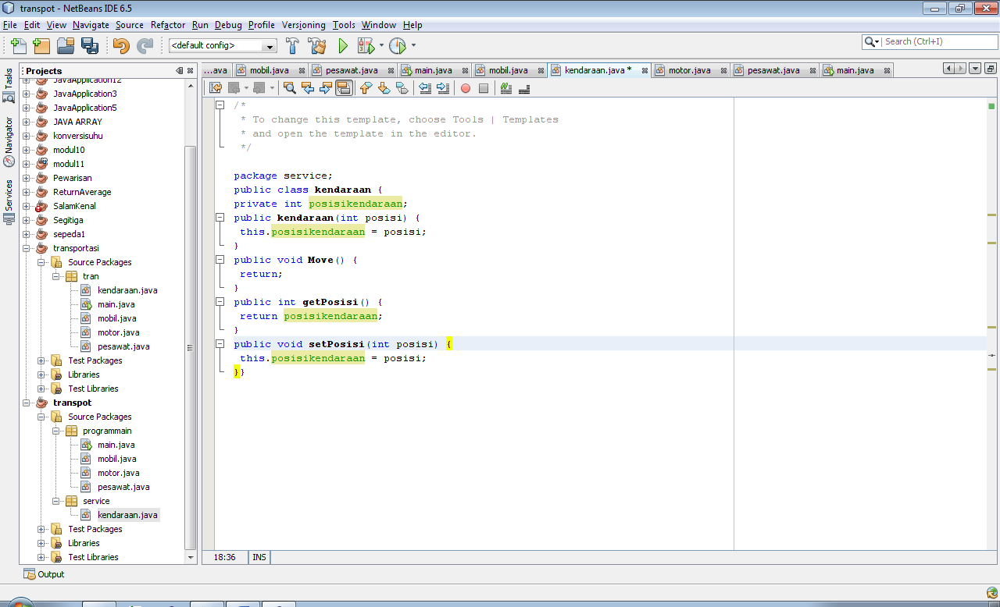 transpot - NetBeans IDE 6.5
File Edit View Navigate Source Refactor Run Debug Profile Versioning Tools Window Help
<default config>
Search (Ctrl+I)
Tasks
Navigator
Services
Projects
JavaApplication12
JavaApplication3
JavaApplication5
JAVA ARRAY
konversisuhu
modul10
modul11
Pewarisan
ReturnAverage
SalamKenal
Segitiga
sepeda1
transportasi
Source Packages
tran
kendaraan.java
main.java
mobil.java
motor.java
pesawat.java
Test Packages
Libraries
Test Libraries
transpot
Source Packages
programmain
main.java
mobil.java
motor.java
pesawat.java
service
kendaraan.java
Test Packages
Libraries
Test Libraries
...ava mobil.java pesawat.java main.java mobil.java kendaraan.java * motor.java pesawat.java main.java
/*
* To change this template, choose Tools | Templates
* and open the template in the editor.
*/
package service;
public class kendaraan {
private int posisikendaraan;
public kendaraan(int posisi) {
this.posisikendaraan = posisi;
}
public void Move() {
return;
}
public int getPosisi() {
return posisikendaraan;
}
public void setPosisi(int posisi) {
this.posisikendaraan = posisi;
}}
18:36 INS
Output